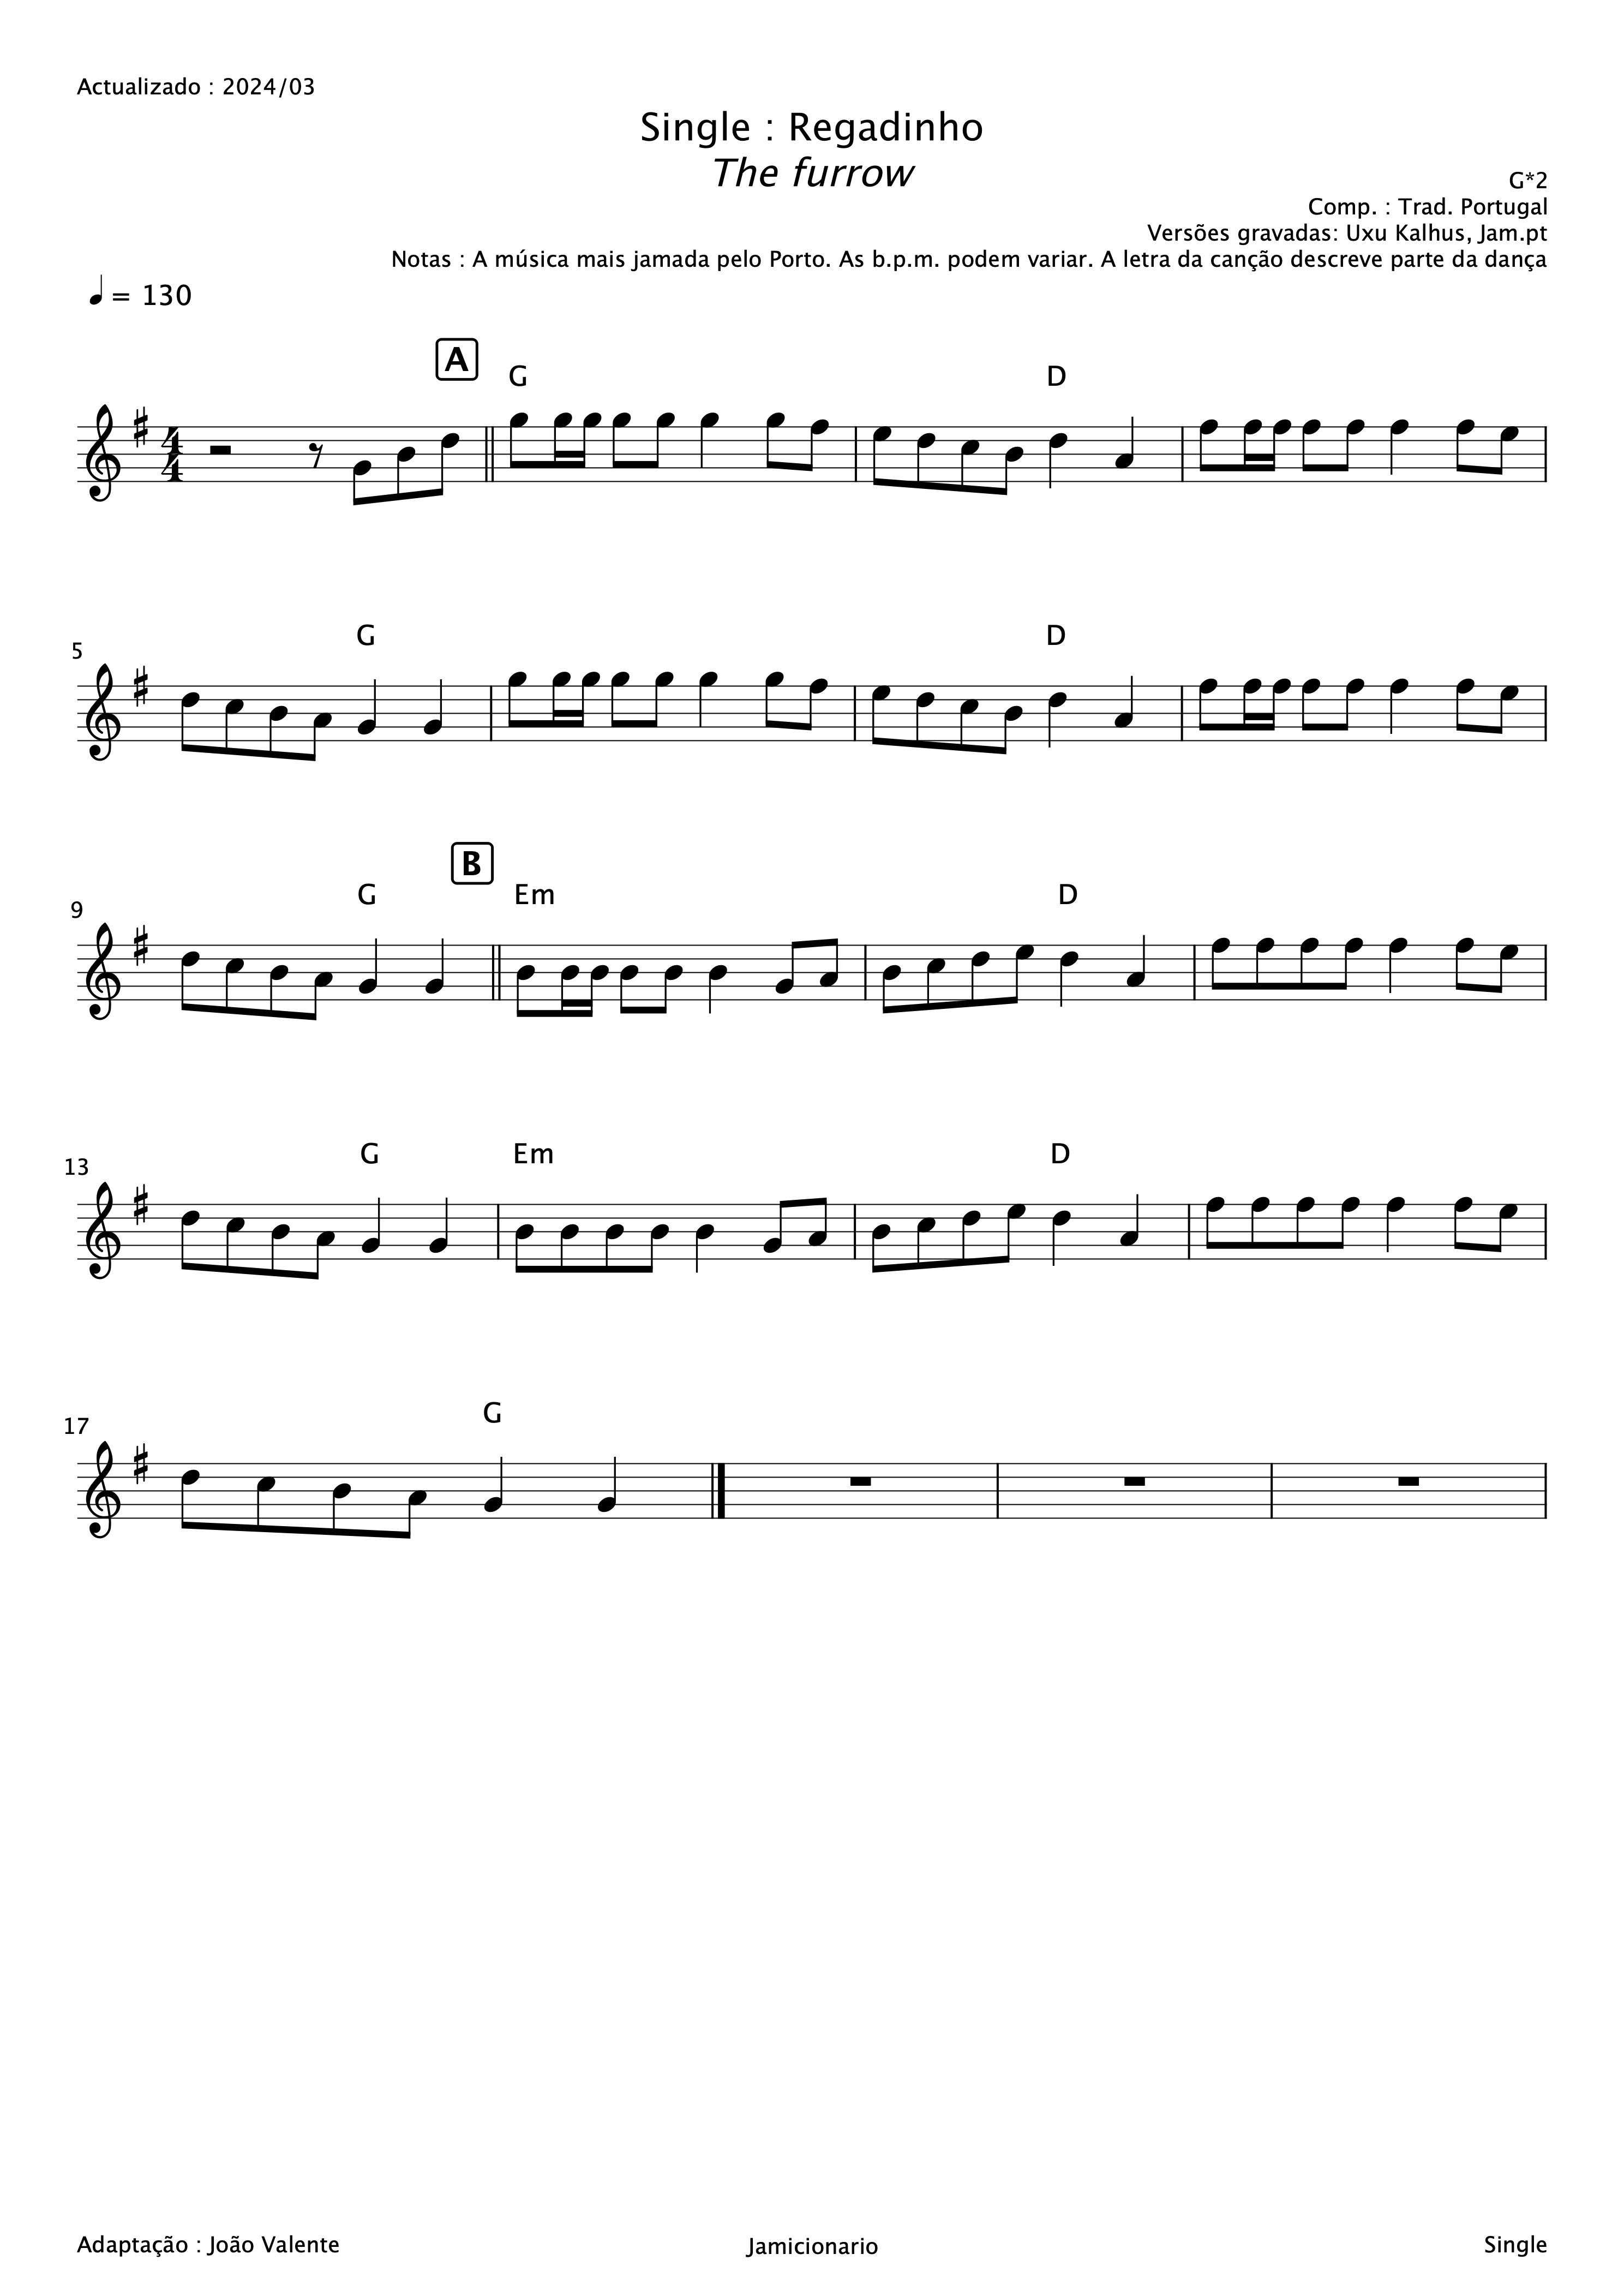 Actualizado : 2024/03
Single : Regadinho
The furrow
G*2
Comp. : Trad. Portugal
Versões gravadas: Uxu Kalhus, Jam.pt
Notas : A música mais jamada pelo Porto. As b.p.m. podem variar. A letra da canção descreve parte da dança
= 130
A
G D
4
4
5
G D
B
9
G Em D
13
G Em D
17
G
Adaptação : João Valente Jamicionario Single